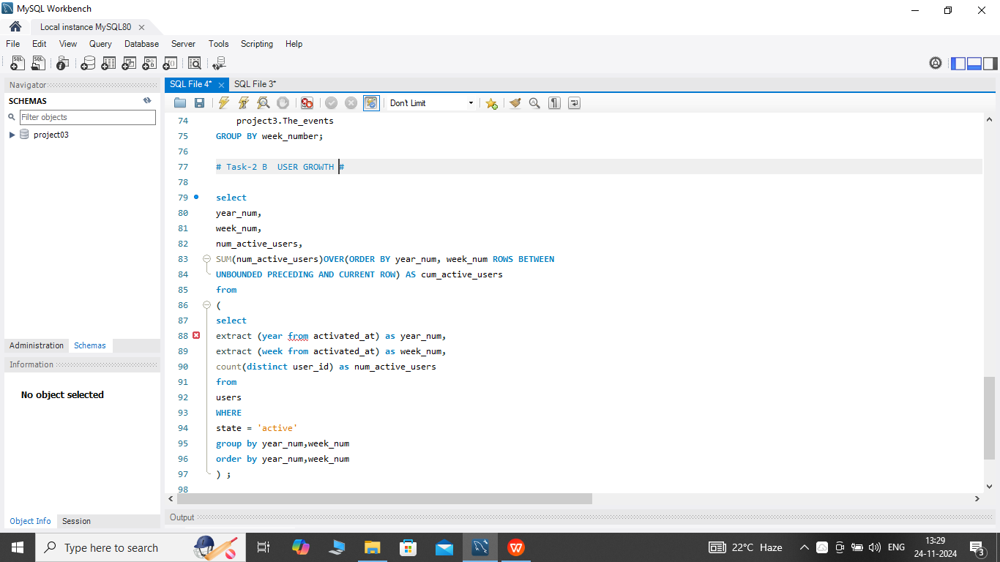 MySQL Workbench
Local instance MySQL80
File Edit View Query Database Server Tools Scripting Help
Navigator
SCHEMAS
Filter objects
project03
Administration Schemas
Information
No object selected
Object Info Session
SQL File 4* SQL File 3*
Don't Limit
74 project3.The_events
75 GROUP BY week_number;
76
77 # Task-2 B  USER GROWTH #
78
79 select
80 year_num,
81 week_num,
82 num_active_users,
83 SUM(num_active_users)OVER(ORDER BY year_num, week_num ROWS BETWEEN
84 UNBOUNDED PRECEDING AND CURRENT ROW) AS cum_active_users
85 from
86 (
87 select
88 extract (year from activated_at) as year_num,
89 extract (week from activated_at) as week_num,
90 count(distinct user_id) as num_active_users
91 from
92 users
93 WHERE
94 state = 'active'
95 group by year_num,week_num
96 order by year_num,week_num
97 ) ;
98
Output
Type here to search
22°C Haze
ENG
13:29
24-11-2024
3